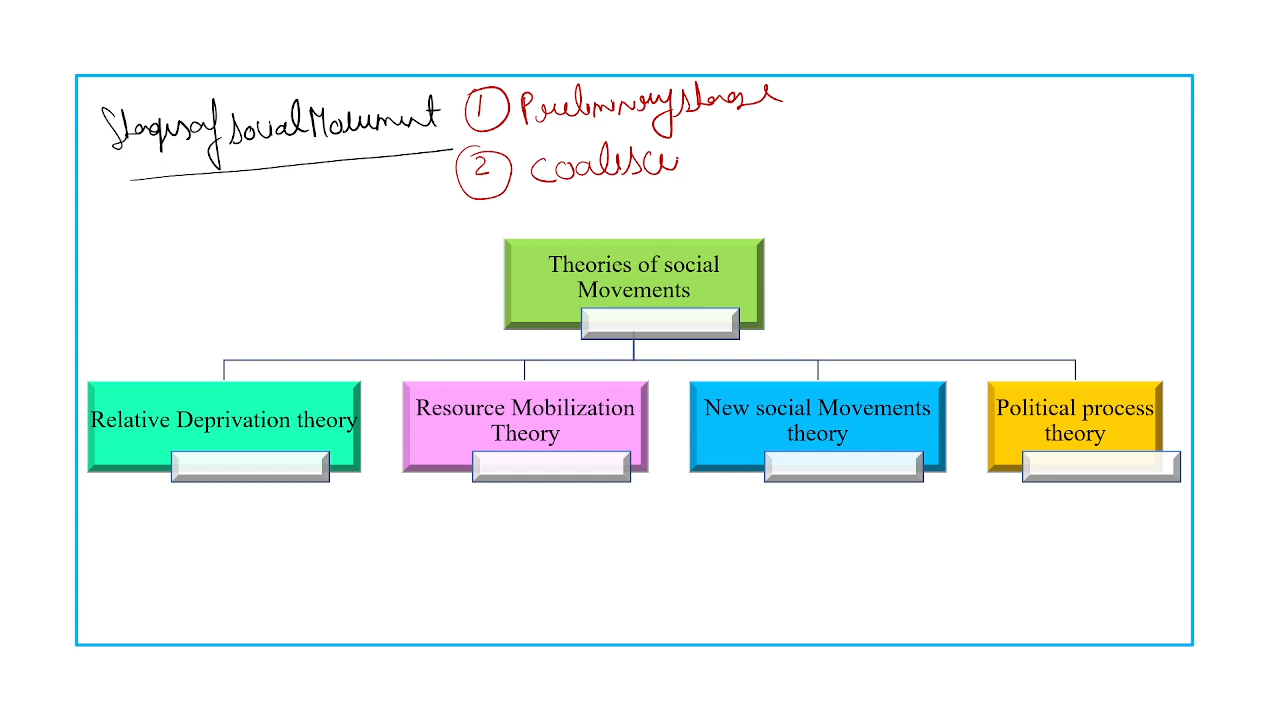 Stages of Social Movement
① Preliminary stage
② Coalesce
Theories of social
Movements
Relative Deprivation theory
Resource Mobilization
Theory
New social Movements
theory
Political process
theory